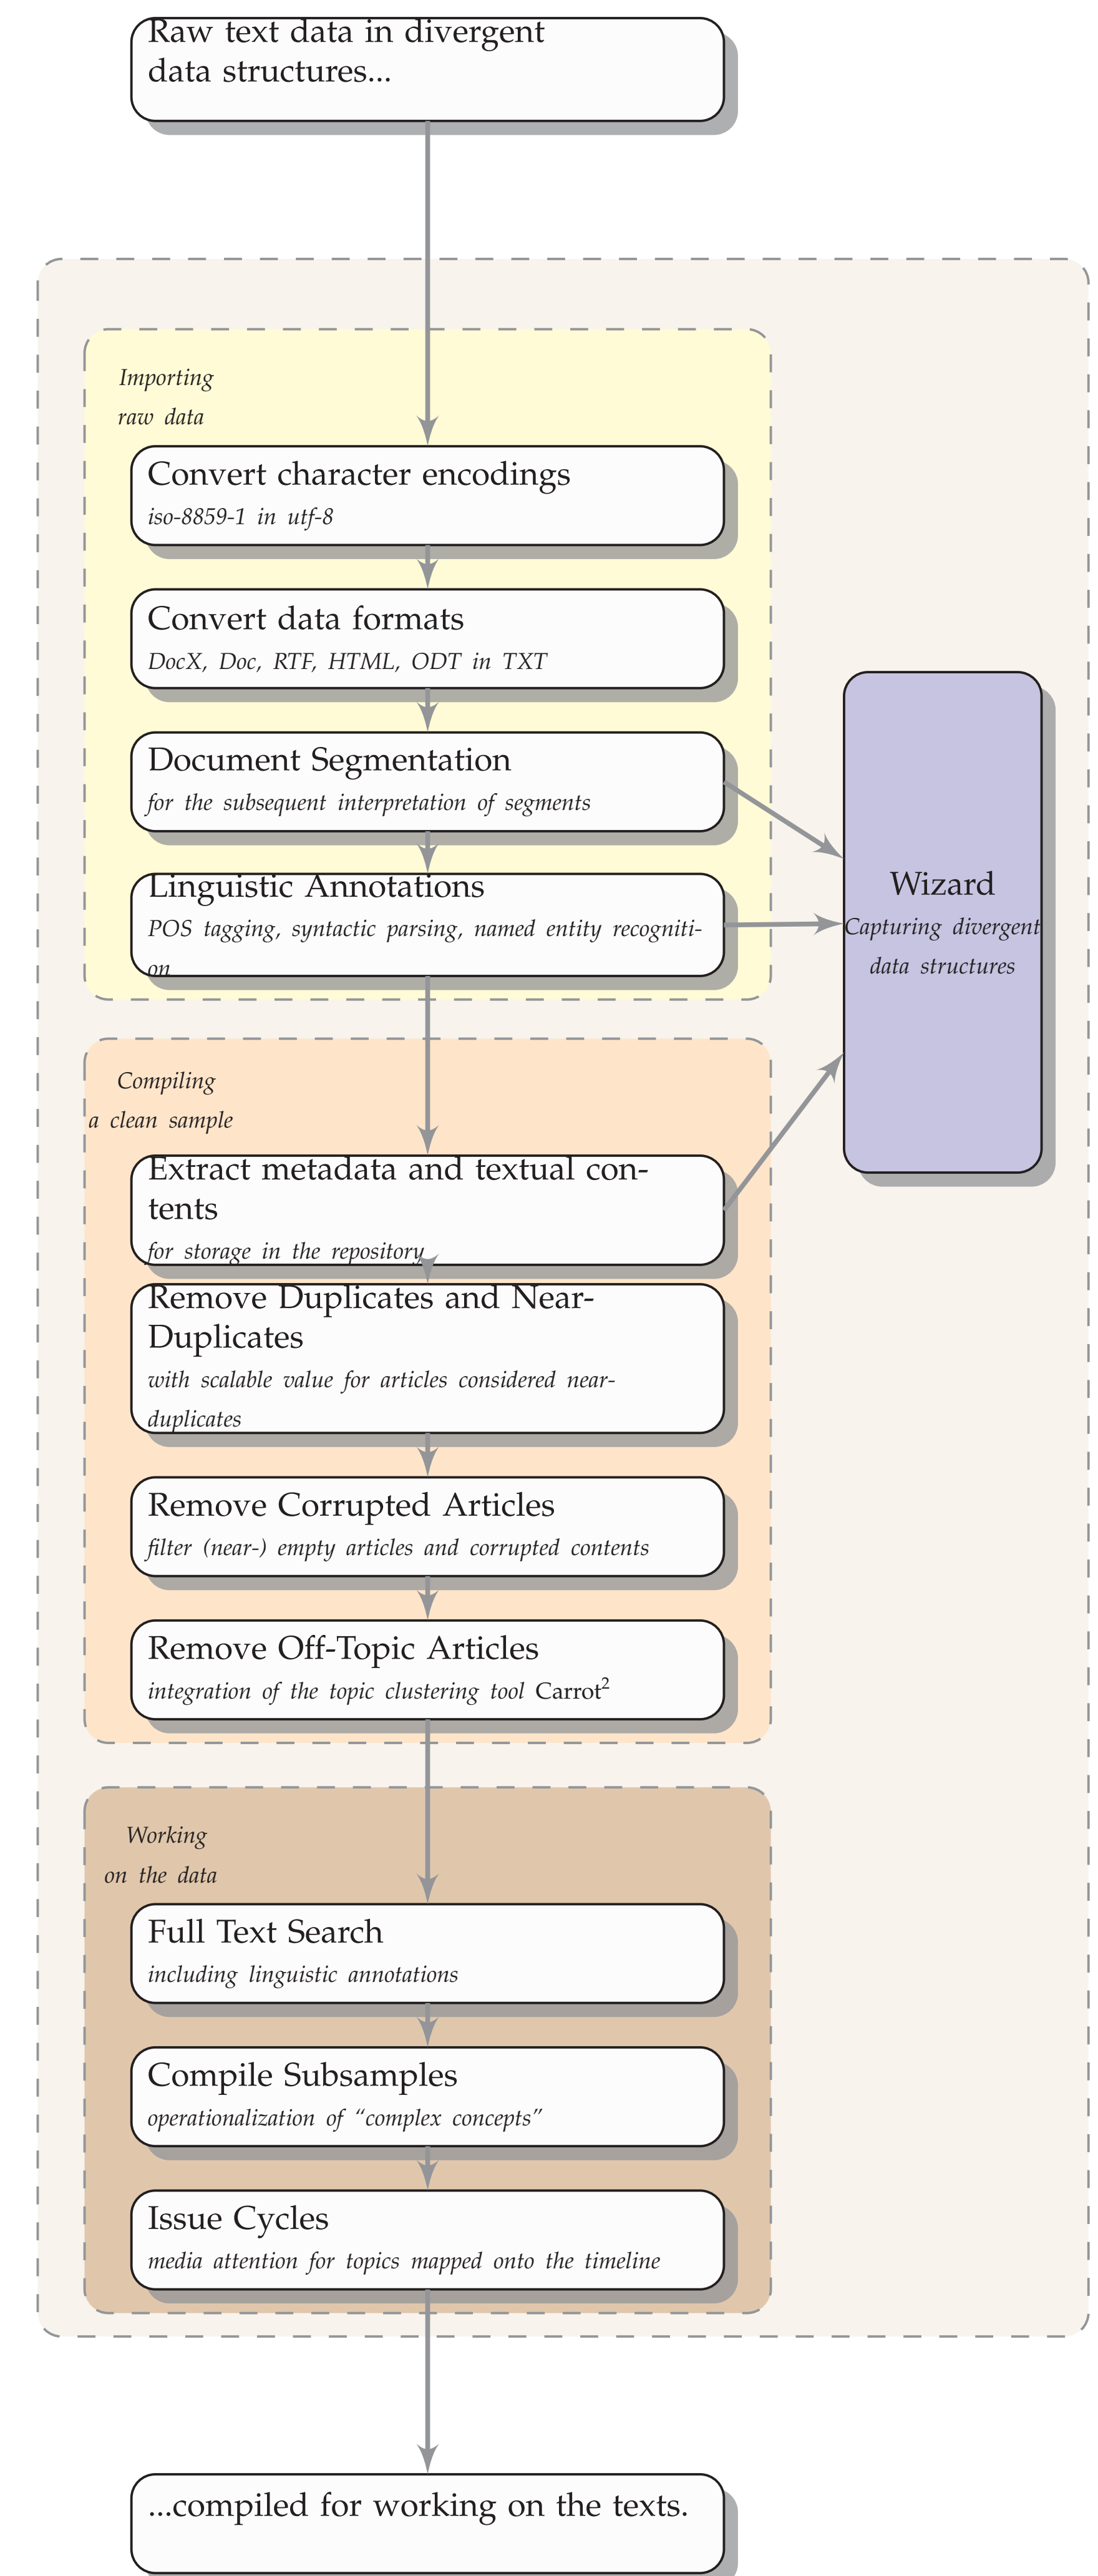 Raw text data in divergent
data structures...
Importing
raw data
Convert character encodings
iso-8859-1 in utf-8
Convert data formats
DocX, Doc, RTF, HTML, ODT in TXT
Document Segmentation
for the subsequent interpretation of segments
Linguistic Annotations
POS tagging, syntactic parsing, named entity recogniti-
on
Wizard
Capturing divergent
data structures
Compiling
a clean sample
Extract metadata and textual con-
tents
for storage in the repository
Remove Duplicates and Near-
Duplicates
with scalable value for articles considered near-
duplicates
Remove Corrupted Articles
filter (near-) empty articles and corrupted contents
Remove Off-Topic Articles
integration of the topic clustering tool Carrot²
Working
on the data
Full Text Search
including linguistic annotations
Compile Subsamples
operationalization of “complex concepts”
Issue Cycles
media attention for topics mapped onto the timeline
...compiled for working on the texts.